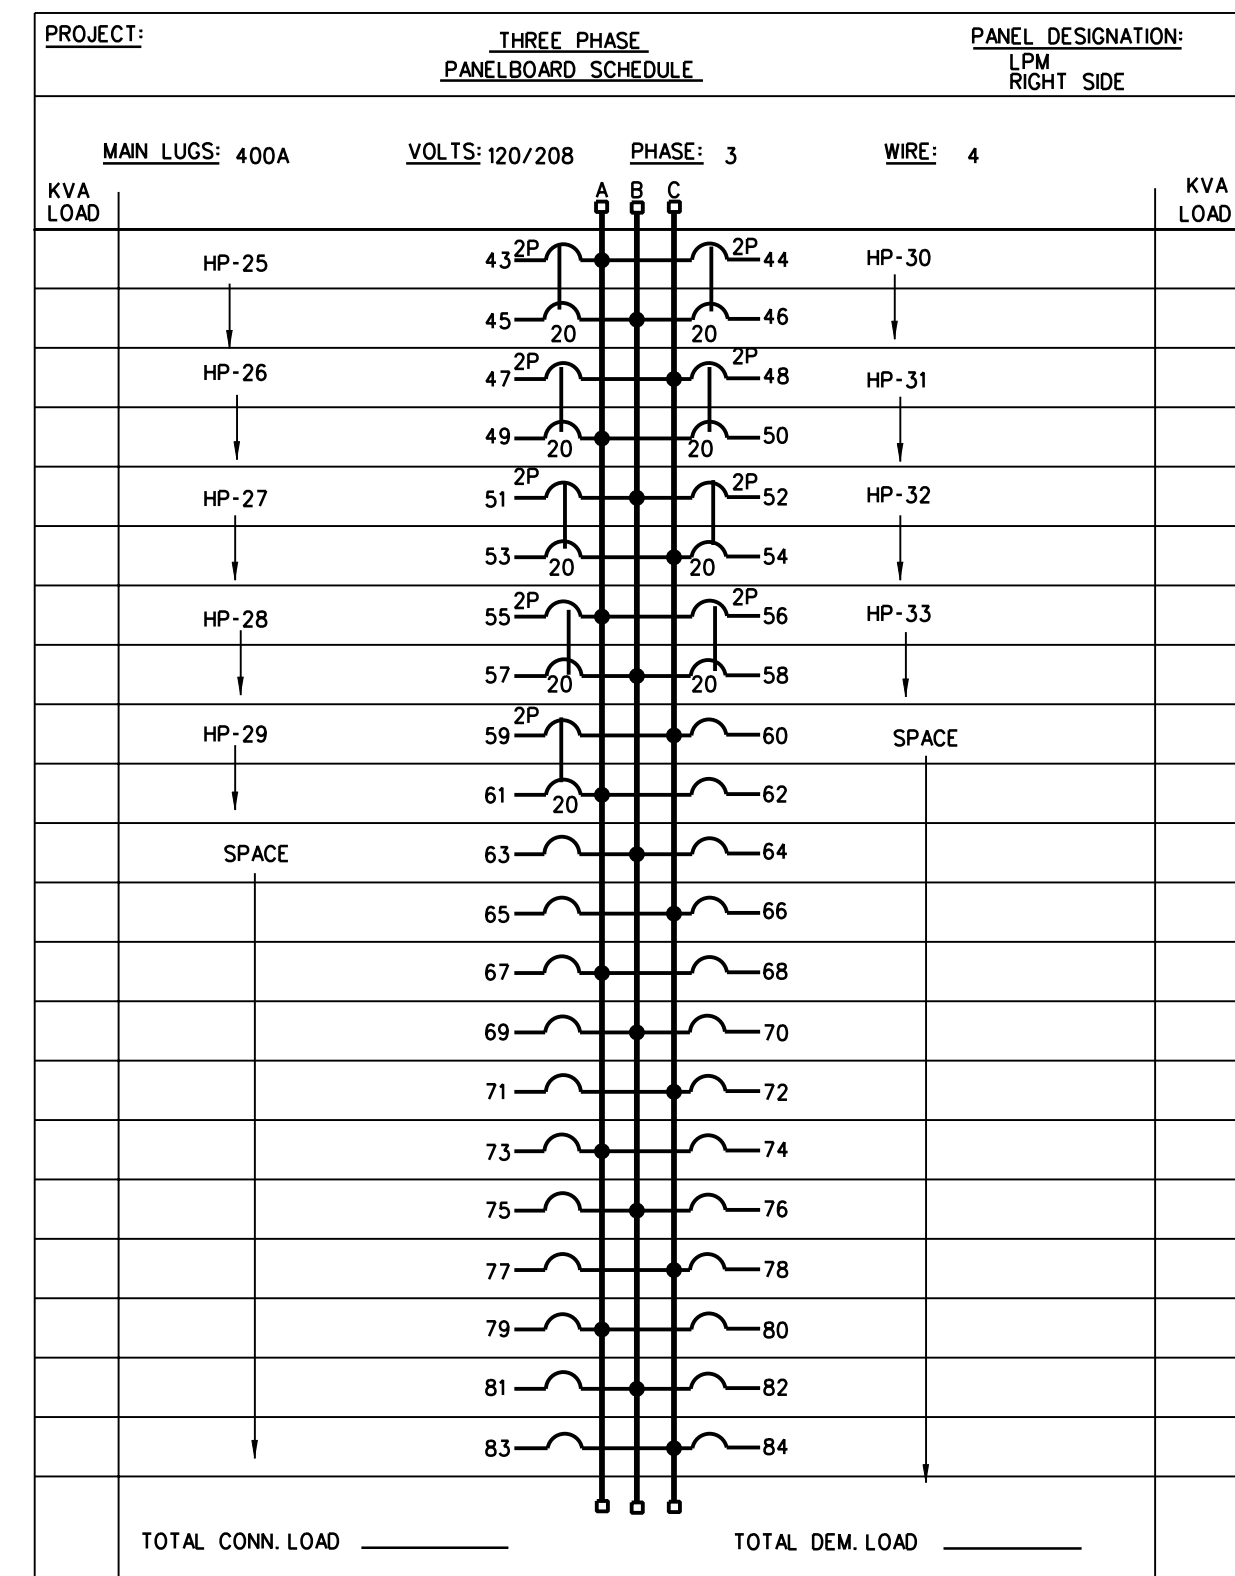 PROJECT:
THREE PHASE
PANELBOARD SCHEDULE
PANEL DESIGNATION:
LPM
RIGHT SIDE
MAIN LUGS: 400A VOLTS: 120/208 PHASE: 3 WIRE: 4
KVA LOAD A B C KVA LOAD
HP-25 43 2P 2P 44 HP-30
45 20 20 46
HP-26 47 2P 2P 48 HP-31
49 20 20 50
HP-27 51 2P 2P 52 HP-32
53 20 20 54
HP-28 55 2P 2P 56 HP-33
57 20 20 58
HP-29 59 2P 60 SPACE
61 20 62
SPACE 63 64
65 66
67 68
69 70
71 72
73 74
75 76
77 78
79 80
81 82
83 84
TOTAL CONN. LOAD TOTAL DEM. LOAD